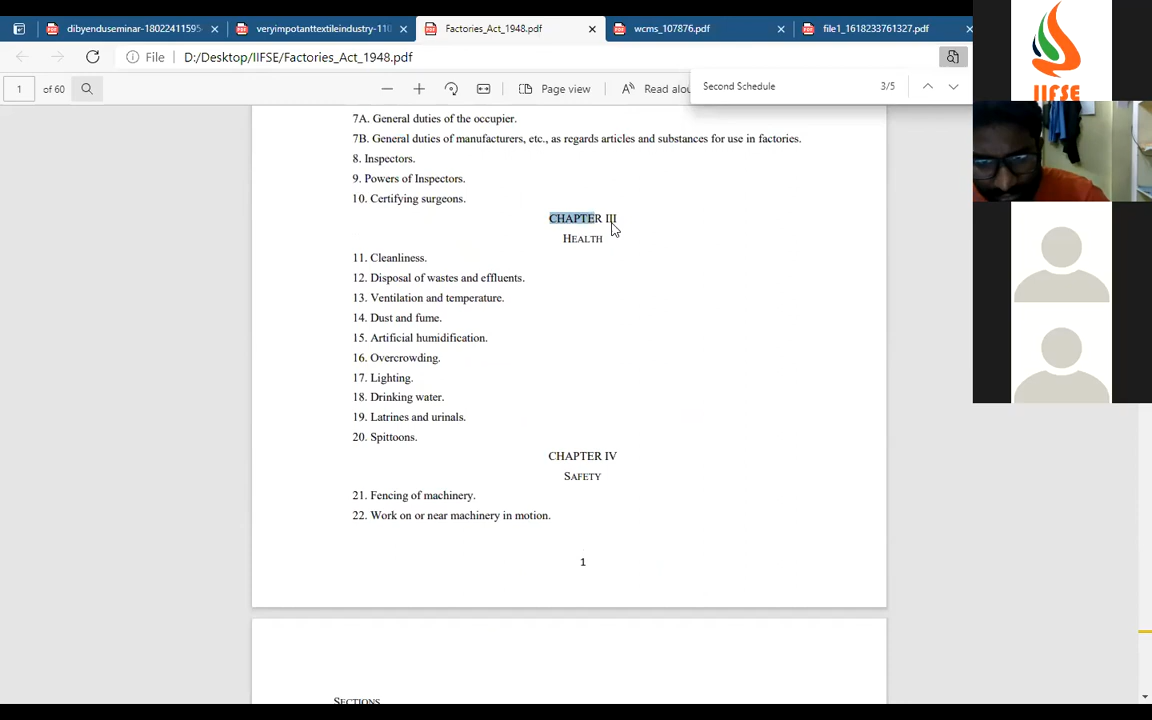 dibyenduseminar-1802241159
veryimpotanttextileindustry-110
Factories_Act_1948.pdf
wcms_107876.pdf
file1_1618233761327.pdf
File
D:/Desktop/IIFSE/Factories_Act_1948.pdf
1 of 60
Page view
Read alou
Second Schedule 3/5
IIFSE
7A. General duties of the occupier.
7B. General duties of manufacturers, etc., as regards articles and substances for use in factories.
8. Inspectors.
9. Powers of Inspectors.
10. Certifying surgeons.
CHAPTER III
HEALTH
11. Cleanliness.
12. Disposal of wastes and effluents.
13. Ventilation and temperature.
14. Dust and fume.
15. Artificial humidification.
16. Overcrowding.
17. Lighting.
18. Drinking water.
19. Latrines and urinals.
20. Spittoons.
CHAPTER IV
SAFETY
21. Fencing of machinery.
22. Work on or near machinery in motion.
1
SECTIONS